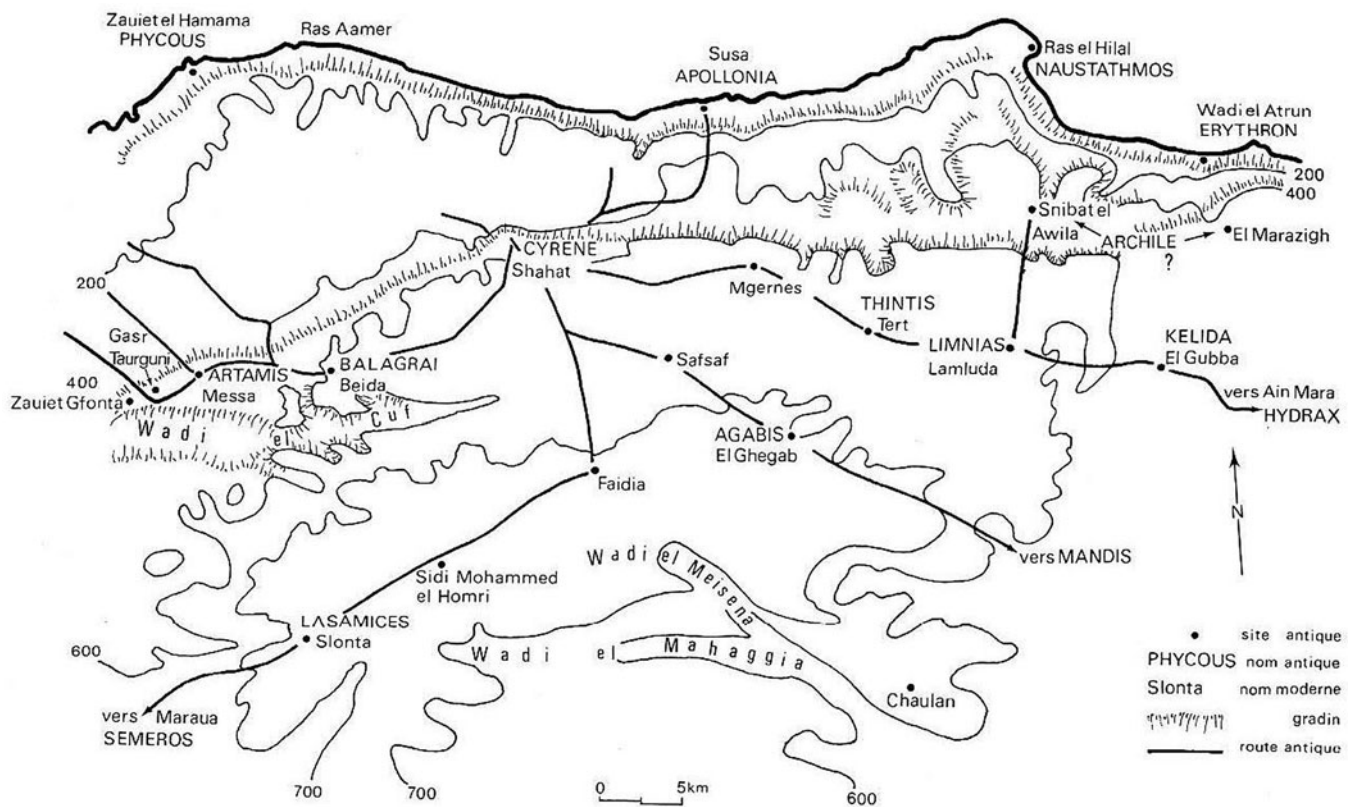 Zauiet el Hamama
PHYCOUS
Ras Aamer
Susa
APOLLONIA
Ras el Hilal
NAUSTATHMOS
Wadi el Atrun
ERYTHRON
200
400
Snibat el
Awila
ARCHILE
?
El Marazigh
CYRENE
Shahat
Mgernes
THINTIS
Tert
LIMNIAS
Lamluda
KELIDA
El Gubba
vers Ain Mara
HYDRAX
200
Gasr
Taurguni
400
Zauiet Gfonta
ARTAMIS
Messa
BALAGRAI
Beida
Wadi el Cuf
Safsaf
AGABIS
El Ghegab
Faidia
N
vers MANDIS
Wadi el Meisena
Sidi Mohammed
el Homri
LASAMICES
Slonta
Wadi el Mahaggia
Chaulan
600
vers Maraua
SEMEROS
700
700
0 5km
600
site antique
PHYCOUS nom antique
Slonta nom moderne
gradin
route antique